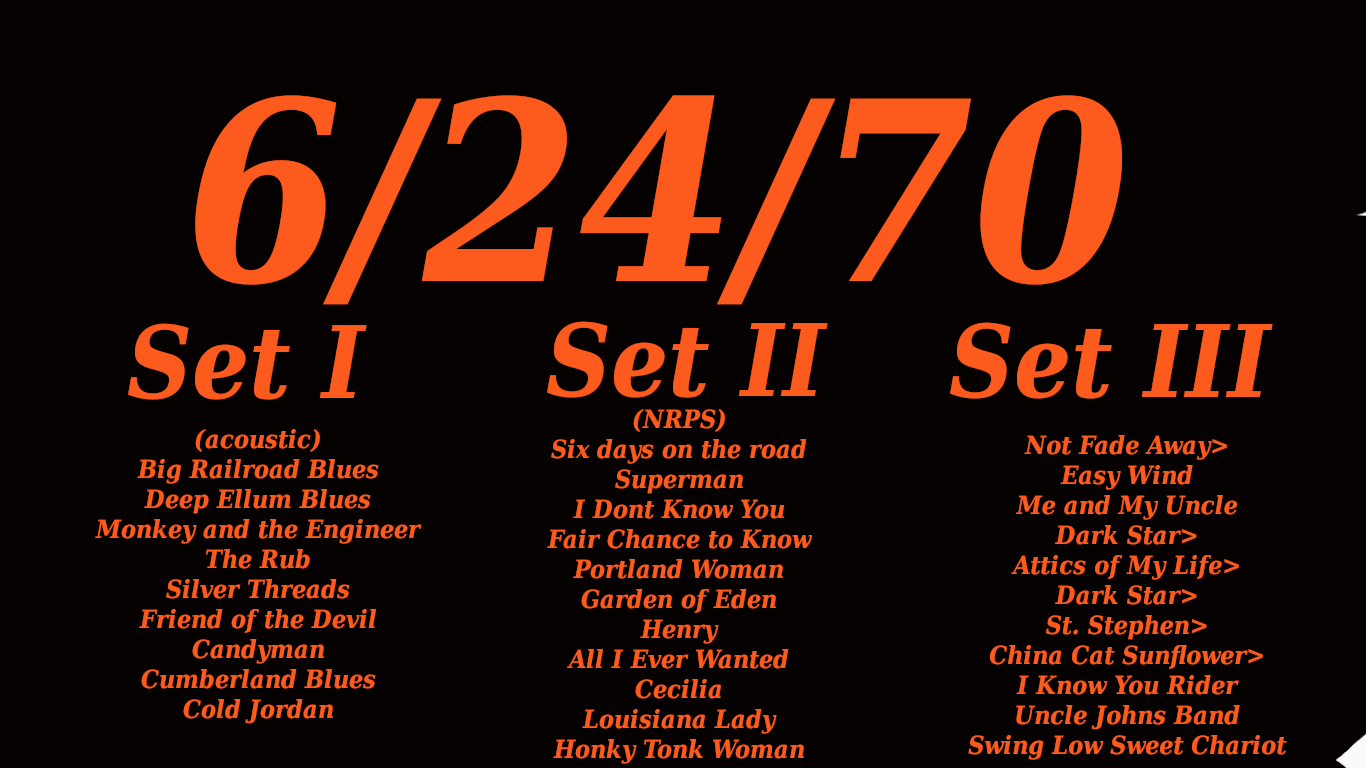 6/24/70
Set I
(acoustic)
Big Railroad Blues
Deep Ellum Blues
Monkey and the Engineer
The Rub
Silver Threads
Friend of the Devil
Candyman
Cumberland Blues
Cold Jordan
Set II
(NRPS)
Six days on the road
Superman
I Dont Know You
Fair Chance to Know
Portland Woman
Garden of Eden
Henry
All I Ever Wanted
Cecilia
Louisiana Lady
Honky Tonk Woman
Set III
Not Fade Away>
Easy Wind
Me and My Uncle
Dark Star>
Attics of My Life>
Dark Star>
St. Stephen>
China Cat Sunflower>
I Know You Rider
Uncle Johns Band
Swing Low Sweet Chariot